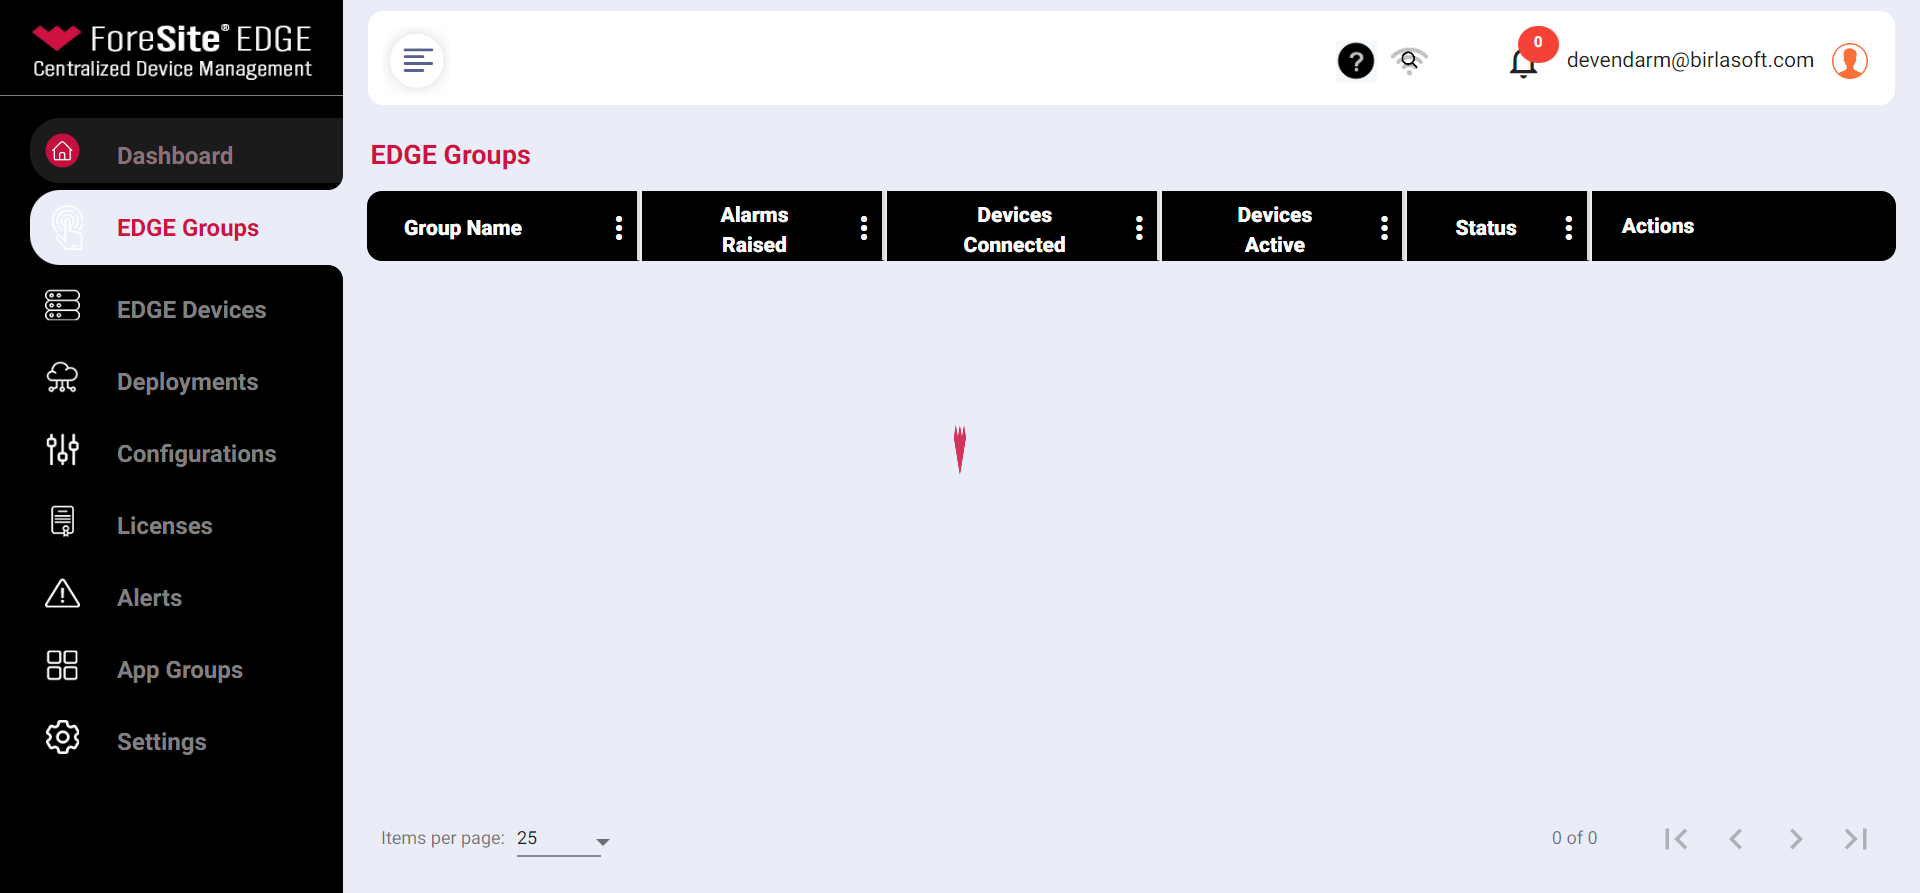 ForeSite® EDGE
Centralized Device Management
Dashboard
EDGE Groups
EDGE Devices
Deployments
Configurations
Licenses
Alerts
App Groups
Settings
?
0
devendarm@birlasoft.com
EDGE Groups
Group Name
Alarms
Raised
Devices
Connected
Devices
Active
Status
Actions
Items per page: 25
0 of 0